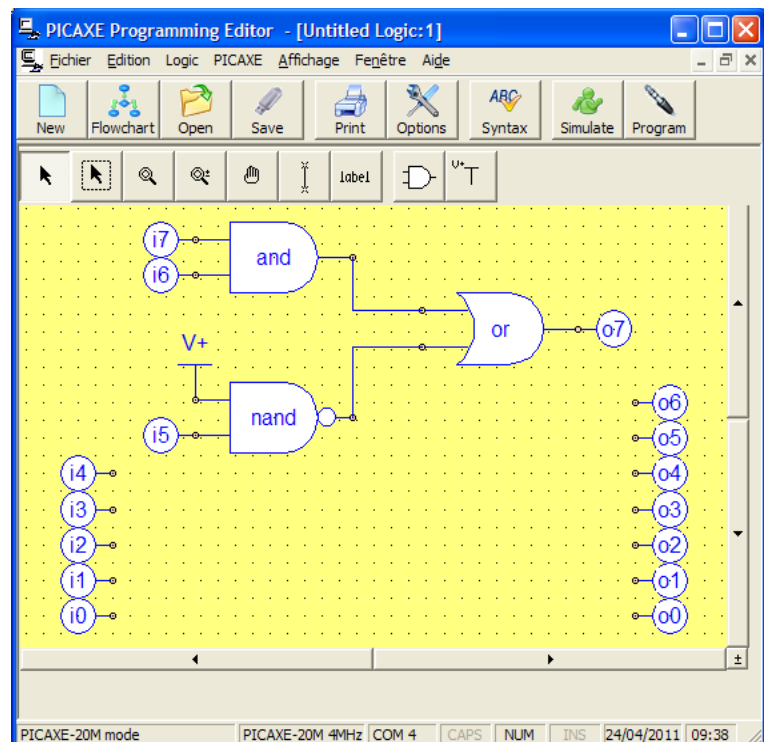 PICAXE Programming Editor - [Untitled Logic:1]
Fichier Edition Logic PICAXE Affichage Fenêtre Aide
New Flowchart Open Save Print Options ABC Syntax Simulate Program
label V+
i7
and
i6
or o7
V+
nand
i5
o6
o5
i4 o4
i3 o3
i2 o2
i1 o1
i0 o0
PICAXE-20M mode PICAXE-20M 4MHz COM 4 CAPS NUM INS 24/04/2011 09:38